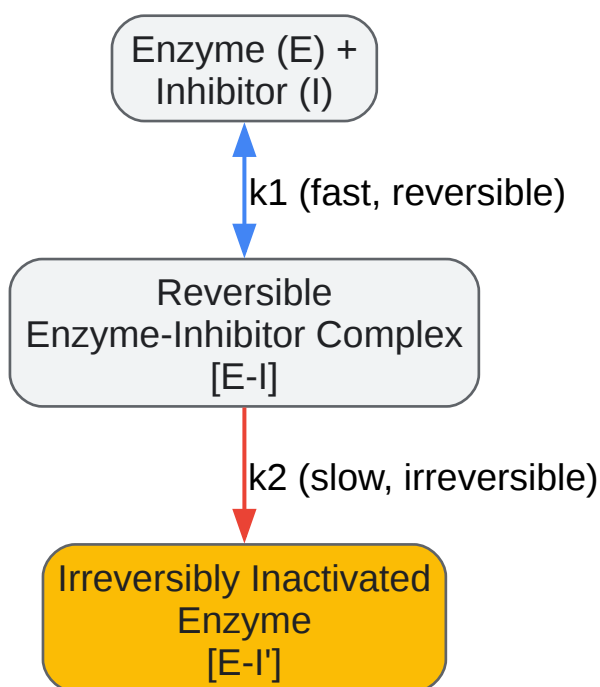 Enzyme (E) +
Inhibitor (I)
k1 (fast, reversible)
Reversible
Enzyme-Inhibitor Complex
[E-I]
k2 (slow, irreversible)
Irreversibly Inactivated
Enzyme
[E-I']